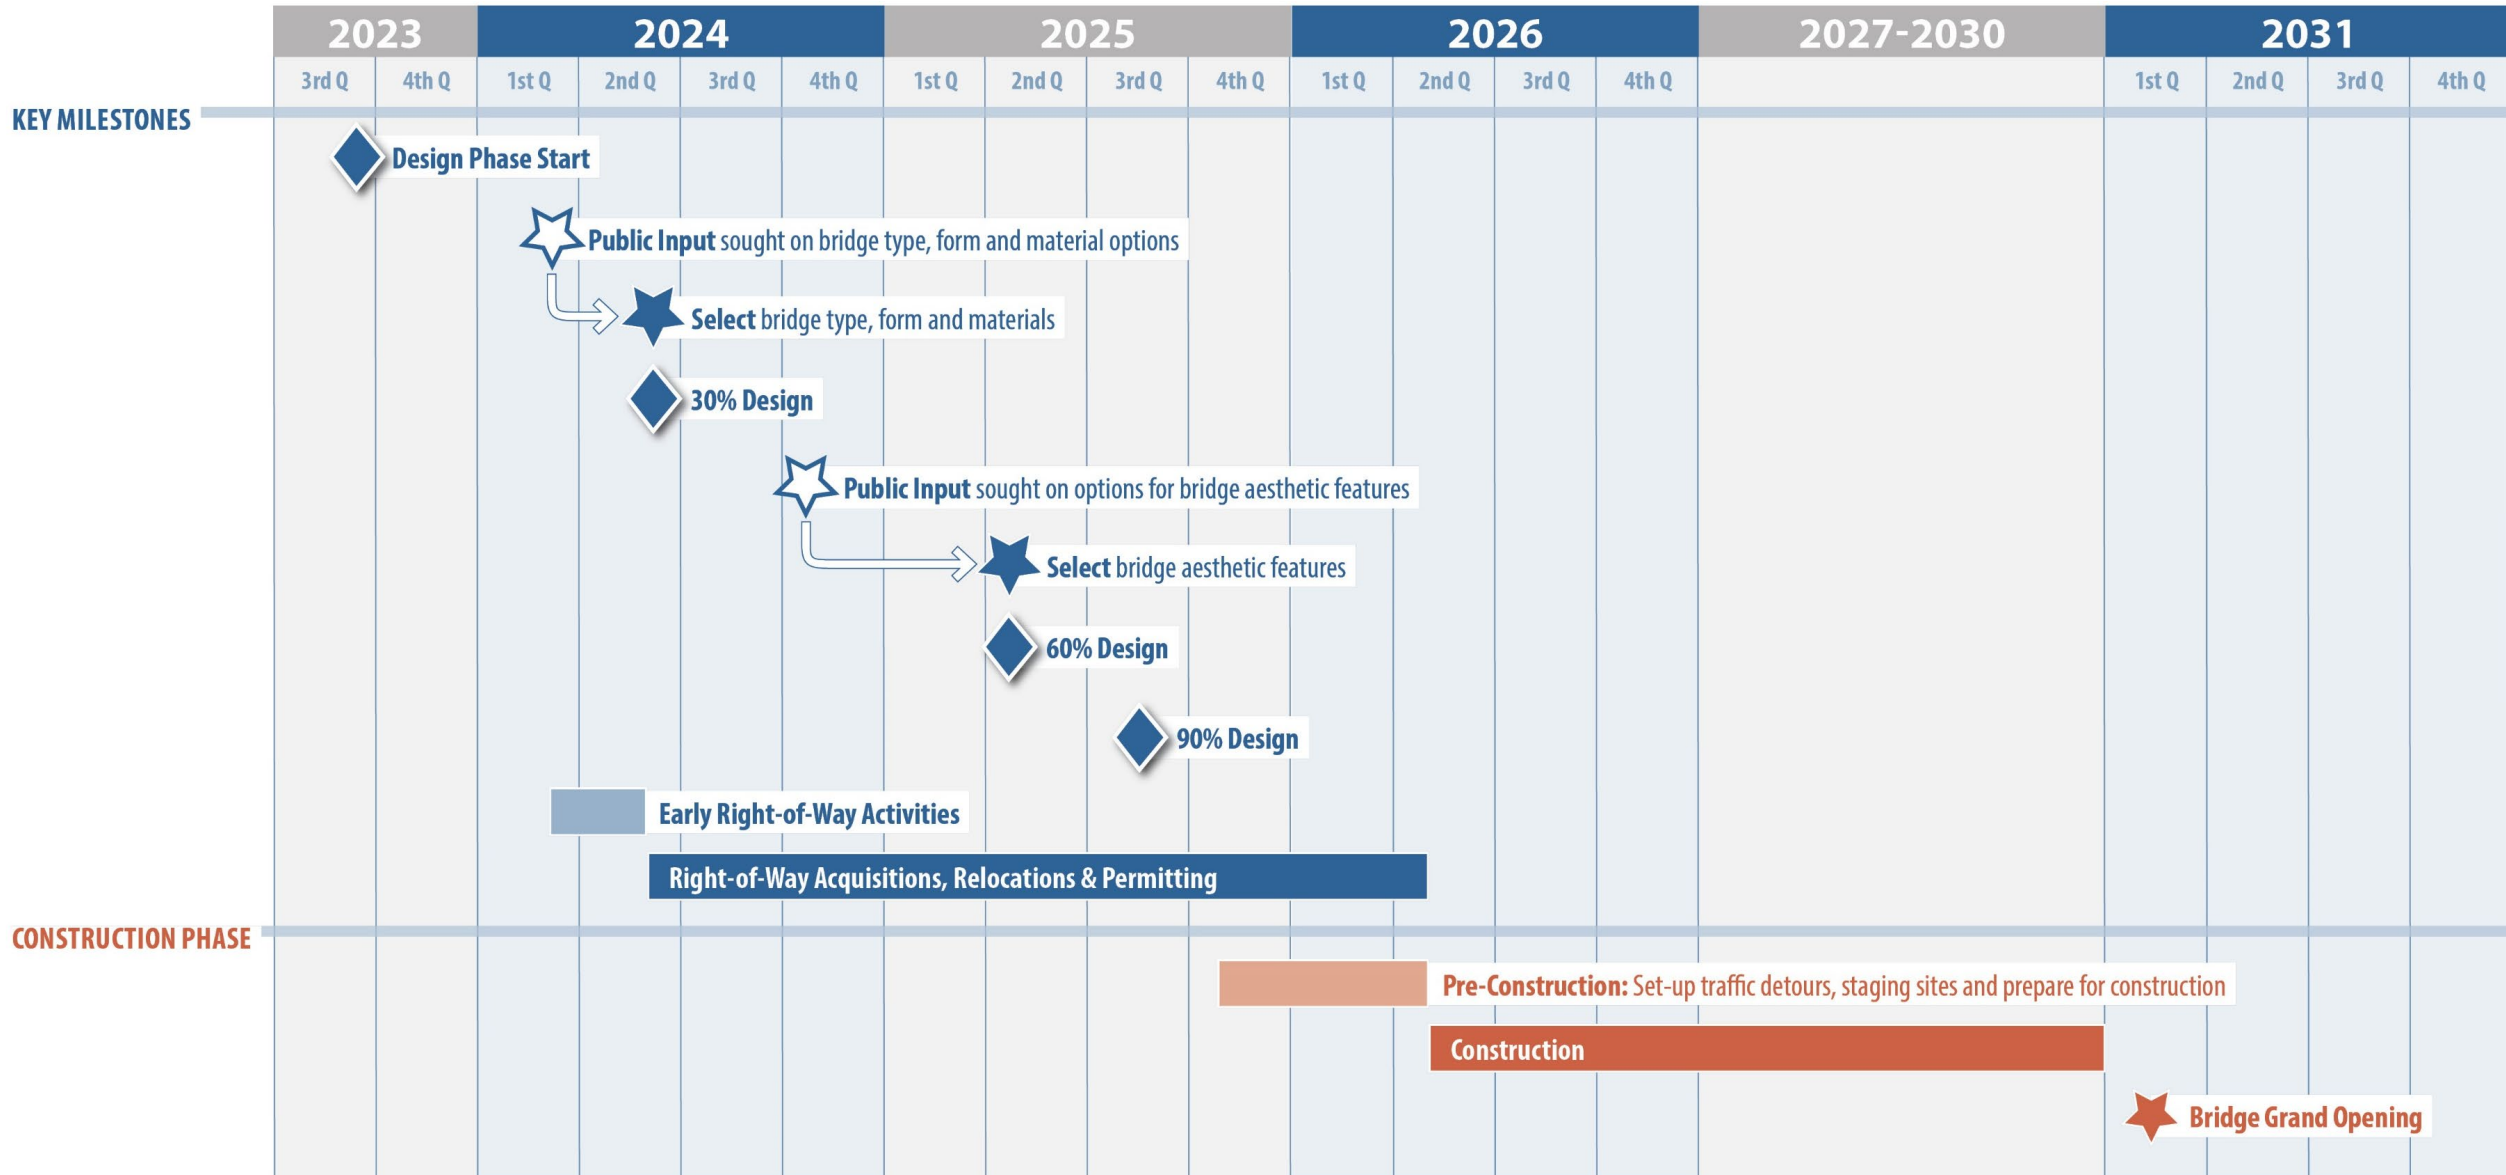 2023 2024 2025 2026 2027-2030 2031
3rd Q 4th Q 1st Q 2nd Q 3rd Q 4th Q 1st Q 2nd Q 3rd Q 4th Q 1st Q 2nd Q 3rd Q 4th Q 1st Q 2nd Q 3rd Q 4th Q
KEY MILESTONES
Design Phase Start
Public Input sought on bridge type, form and material options
Select bridge type, form and materials
30% Design
Public Input sought on options for bridge aesthetic features
Select bridge aesthetic features
60% Design
90% Design
Early Right-of-Way Activities
Right-of-Way Acquisitions, Relocations & Permitting
CONSTRUCTION PHASE
Pre-Construction: Set-up traffic detours, staging sites and prepare for construction
Construction
Bridge Grand Opening